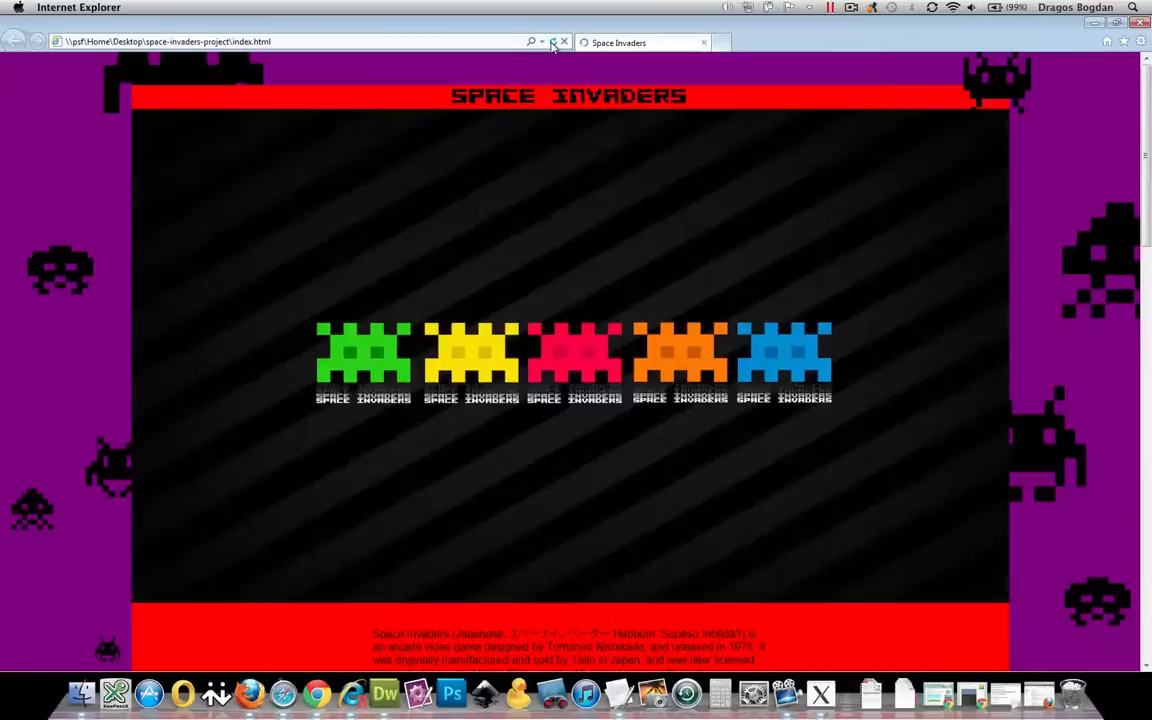 Internet Explorer
(99%)
Dragos Bogdan
\\psf\Home\Desktop\space-invaders-project\index.html
Space Invaders
SPACE INVADERS
SPACE INVADERS SPACE INVADERS SPACE INVADERS SPACE INVADERS SPACE INVADERS
Space Invaders (Japanese: スペースインベーダー Hepburn: Supēsu Inbēdā?) is
an arcade video game designed by Tomohiro Nishikado, and released in 1978. It
was originally manufactured and sold by Taito in Japan, and was later licensed
Dw
Ps
X